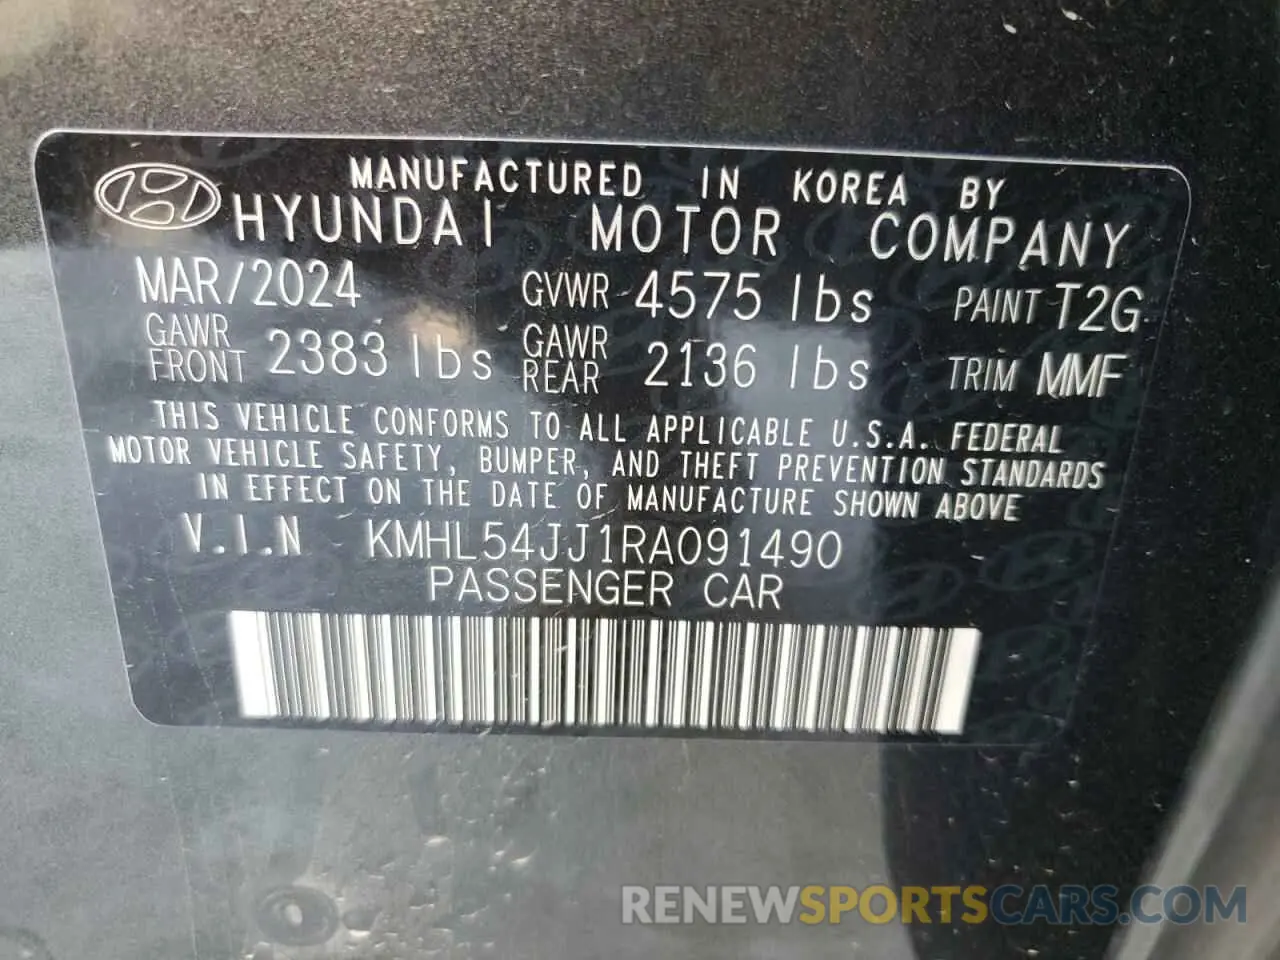 MANUFACTURED IN KOREA BY
HYUNDAI MOTOR COMPANY
MAR/2024 GVWR 4575 lbs PAINT T2G
GAWR FRONT 2383 lbs GAWR REAR 2136 lbs TRIM MMF
THIS VEHICLE CONFORMS TO ALL APPLICABLE U.S.A. FEDERAL
MOTOR VEHICLE SAFETY, BUMPER, AND THEFT PREVENTION STANDARDS
IN EFFECT ON THE DATE OF MANUFACTURE SHOWN ABOVE
V.I.N KMHL54JJ1RA091490
PASSENGER CAR
RENEWSPORTSCARS.COM